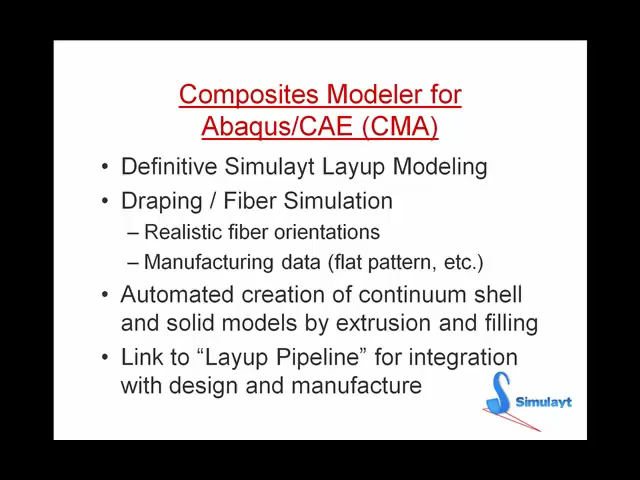 Composites Modeler for
Abaqus/CAE (CMA)
• Definitive Simulayt Layup Modeling
• Draping / Fiber Simulation
– Realistic fiber orientations
– Manufacturing data (flat pattern, etc.)
• Automated creation of continuum shell
and solid models by extrusion and filling
• Link to “Layup Pipeline” for integration
with design and manufacture
Simulayt